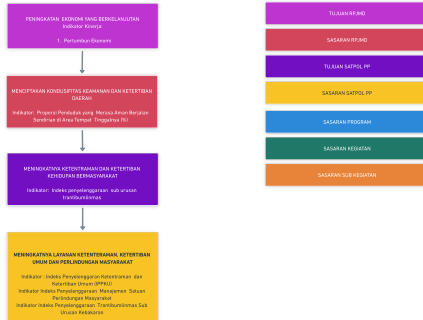 PENINGKATAN EKONOMI YANG BERKELANJUTAN
Indikator Kinerja:
1. Pertumbun Ekonomi
MENCIPTAKAN KONDUSIFITAS KEAMANAN DAN KETERTIBAN
DAERAH
Indikator: Proporsi Penduduk yang Merasa Aman Berjalan
Sendirian di Area Tempat Tinggalnya (%)
MENINGKATNYA KETENTRAMAN DAN KETERTIBAN
KEHIDUPAN BERMASYARAKAT
Indikator: Indeks penyelenggaraan sub urusan
trantibumlinmas
MENINGKATNYA LAYANAN KETENTERAMAN, KETERTIBAN
UMUM DAN PERLINDUNGAN MASYARAKAT
Indikator : Indeks Penyelenggaran Ketentraman dan
Ketertiban Umum (IPPKU)
Indikator Indeks Penyelenggaraan Manajemen Satuan
Perlindungan Masyarakat
Indikator Indeks Penyelenggaraan Trantibumlinmas Sub
Urusan Kebakaran
TUJUAN RPJMD
SASARAN RPJMD
TUJUAN SATPOL PP
SASARAN SATPOL PP
SASARAN PROGRAM
SASARAN KEGIATAN
SASARAN SUB KEGIATAN